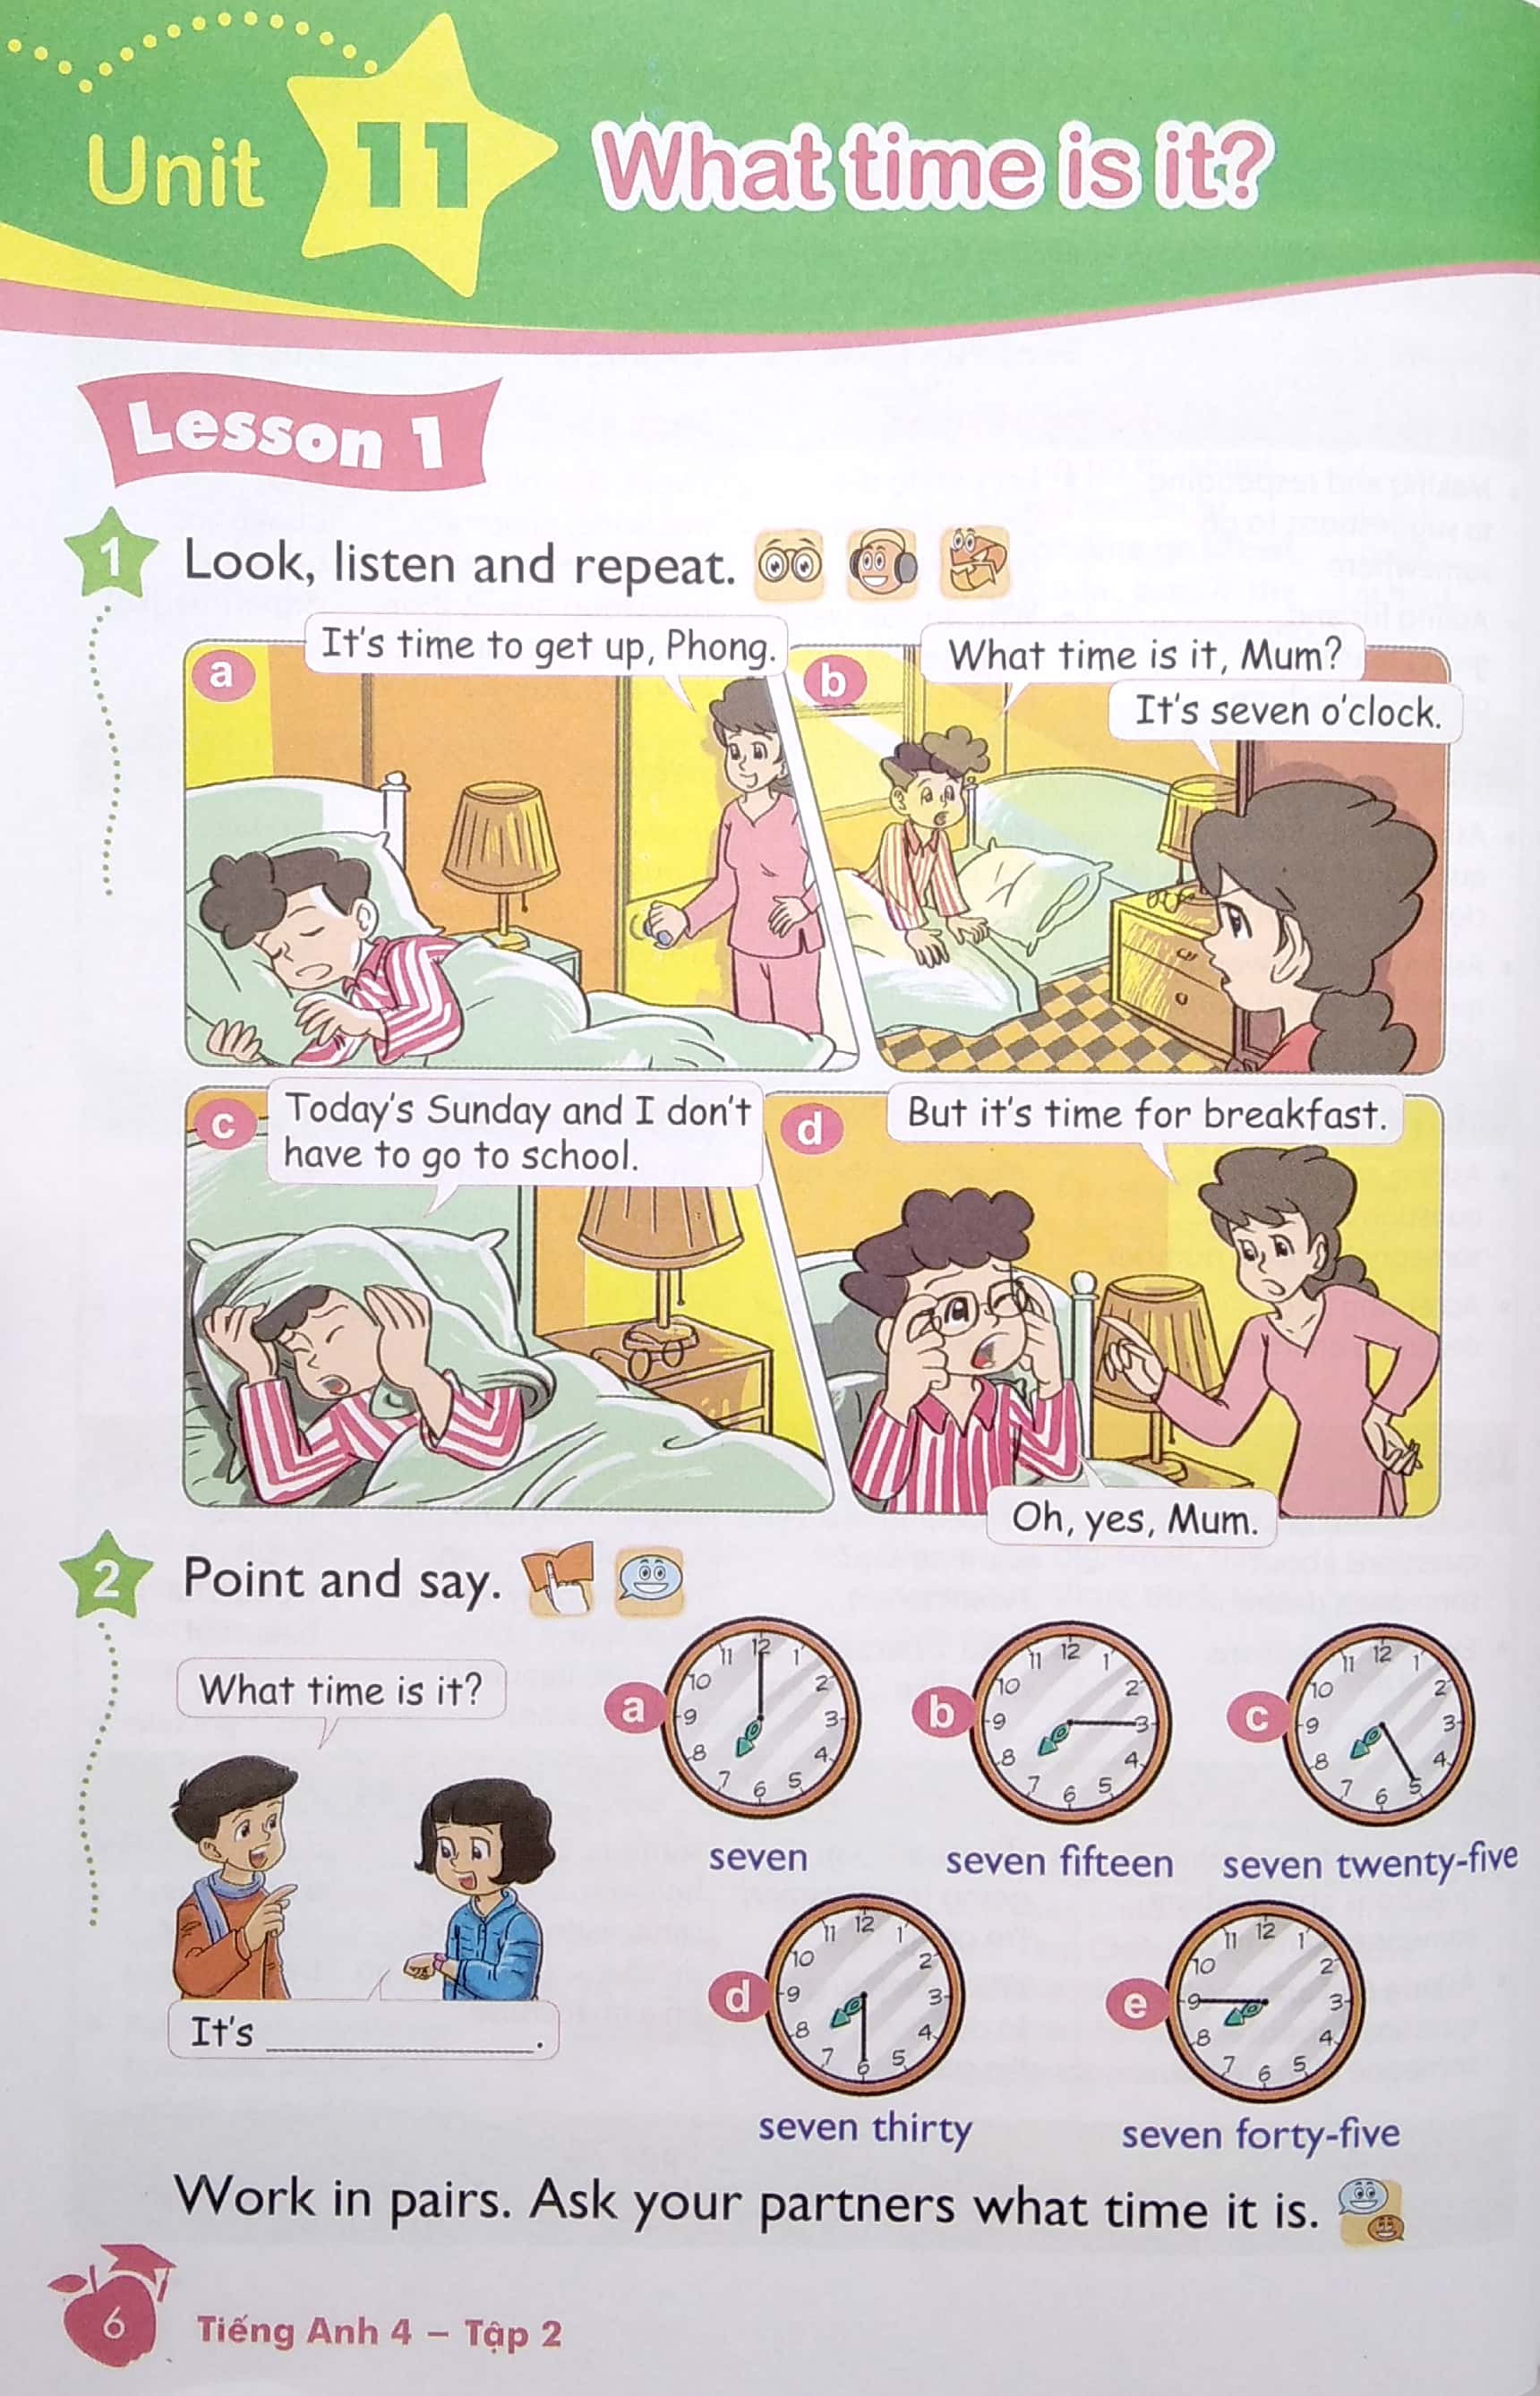 Unit 11 What time is it?
Lesson 1
1 Look, listen and repeat.
a
It's time to get up, Phong.
b
What time is it, Mum?
It's seven o'clock.
c
Today's Sunday and I don't
have to go to school.
d
But it's time for breakfast.
Oh, yes, Mum.
2 Point and say.
What time is it?
It's ____________.
a
12 1 2 3 4 5 6 7 8 9 10 11
seven
b
12 1 2 3 4 5 6 7 8 9 10 11
seven fifteen
c
12 1 2 3 4 5 6 7 8 9 10 11
seven twenty-five
d
12 1 2 3 4 5 6 7 8 9 10 11
seven thirty
e
12 1 2 3 4 5 6 7 8 9 10 11
seven forty-five
Work in pairs. Ask your partners what time it is.
6 Tiếng Anh 4 – Tập 2